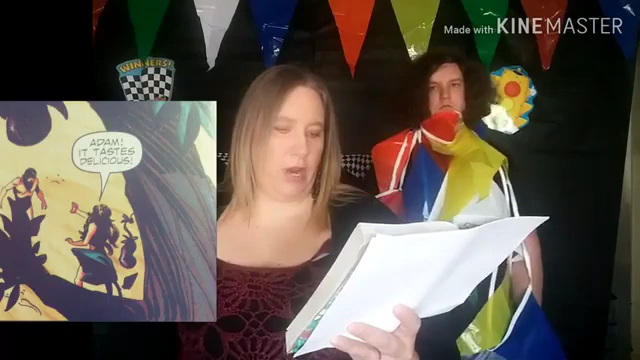 Made with KINEMASTER
WINNERS!
ADAM!
IT TASTES
DELICIOUS!